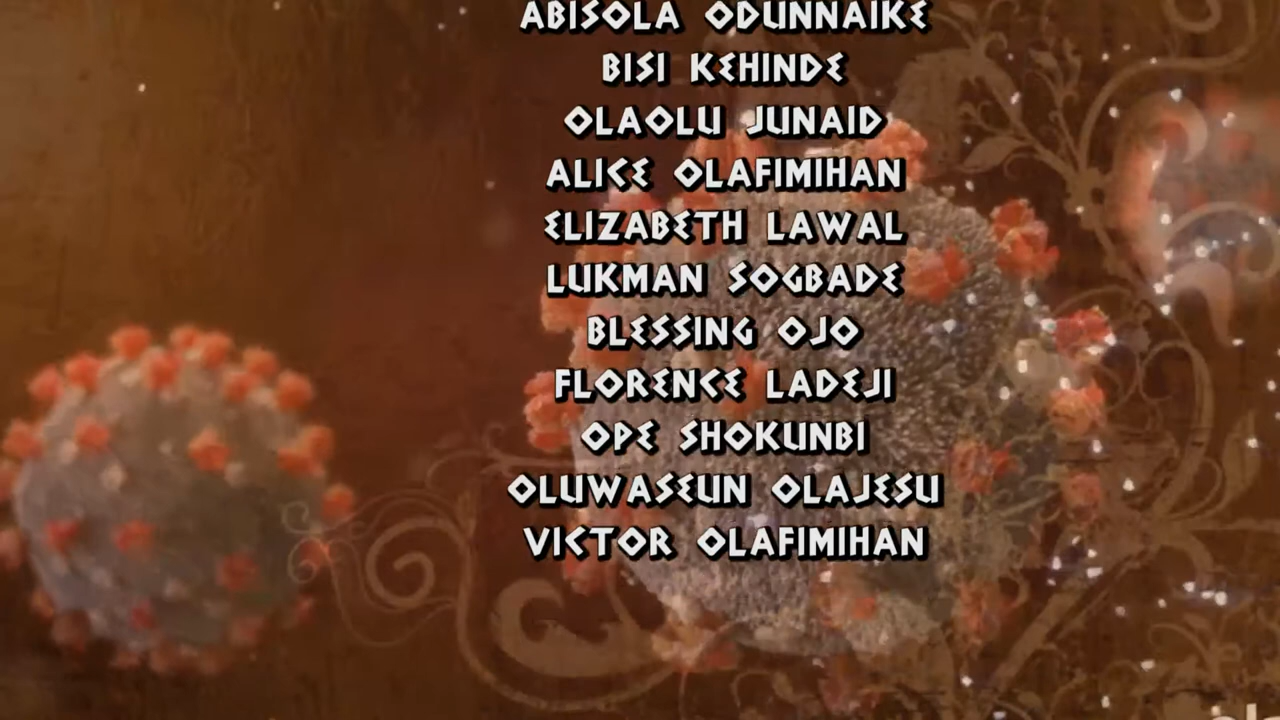 ABISOLA ODUNNAIKE
BISI KEHINDE
OLAOLU JUNAID
ALICE OLAFIMIHAN
ELIZABETH LAWAL
LUKMAN SOGBADE
BLESSING OJO
FLORENCE LADEJI
OPE SHOKUNBI
OLUWASEUN OLAJESU
VICTOR OLAFIMIHAN